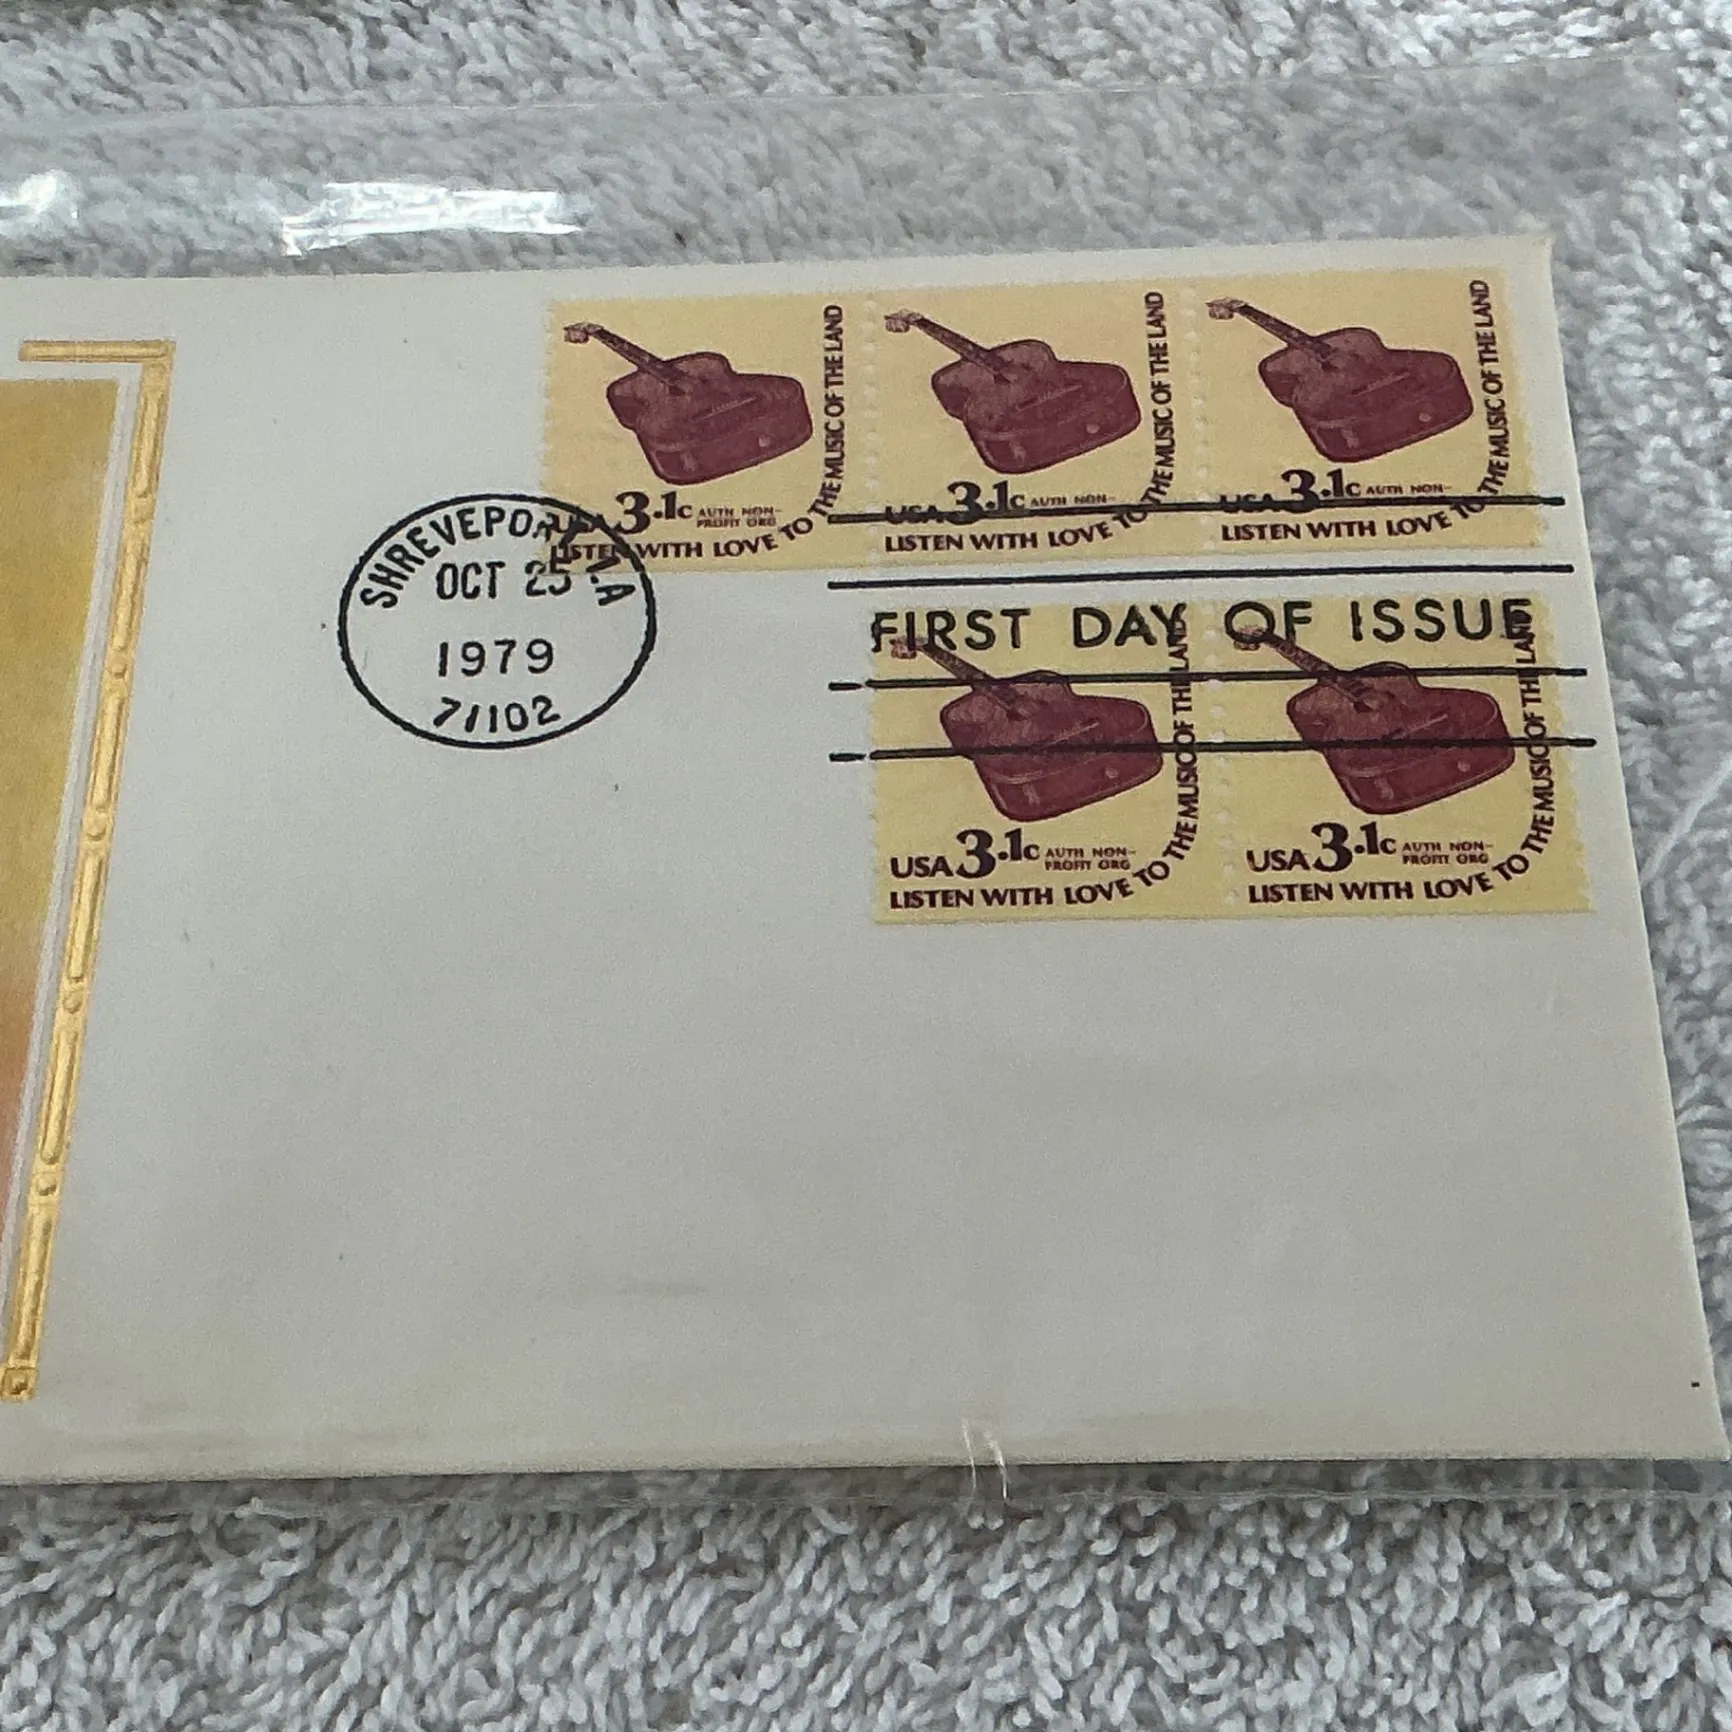 USA 3.1c AUTH NON-
PROFIT ORG
LISTEN WITH LOVE TO THE MUSIC OF THE LAND
USA 3.1c AUTH NON-
LISTEN WITH LOVE TO THE MUSIC OF THE LAND
USA 3.1c AUTH NON-
LISTEN WITH LOVE TO THE MUSIC OF THE LAND
SHREVEPORT, LA
OCT 25
1979
71102
FIRST DAY OF ISSUE
USA 3.1c AUTH NON-
PROFIT ORG
LISTEN WITH LOVE TO THE MUSIC OF THE LAND
USA 3.1c AUTH NON-
PROFIT ORG
LISTEN WITH LOVE TO THE MUSIC OF THE LAND